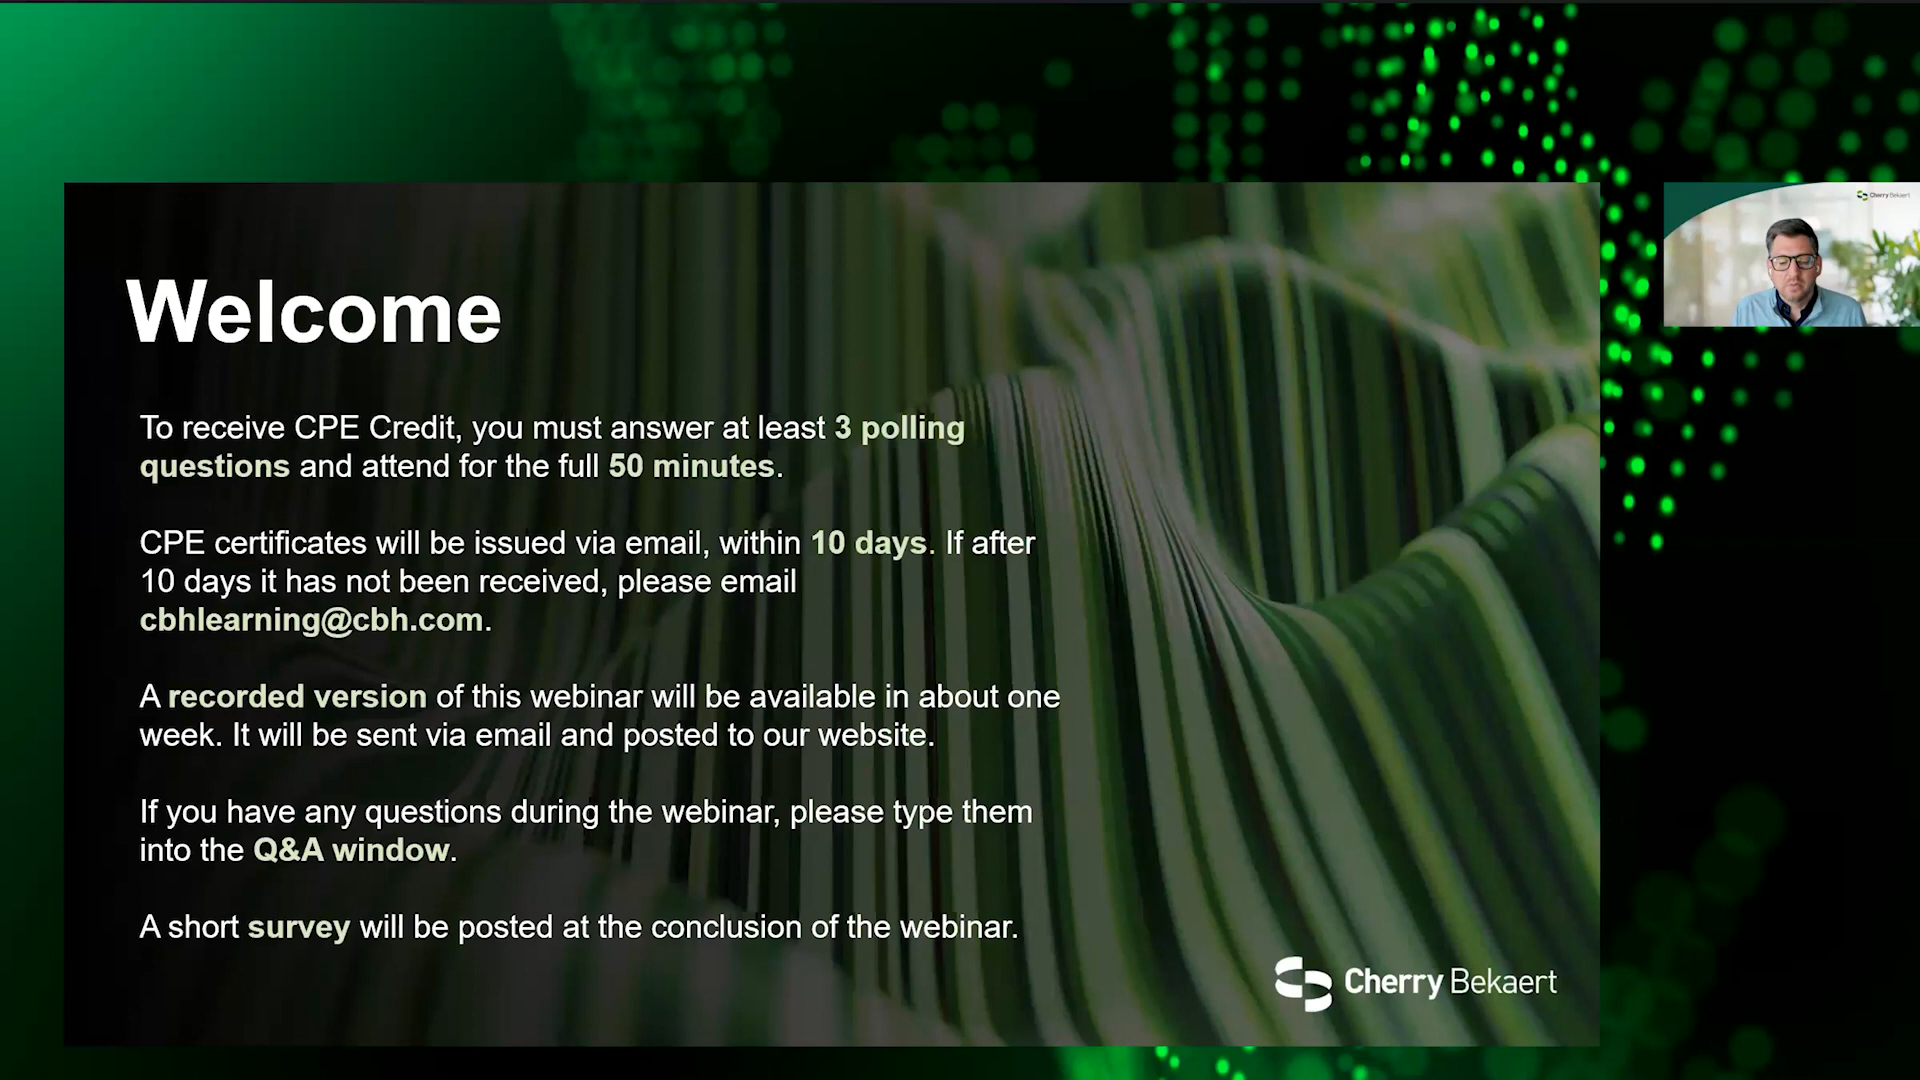 Welcome
To receive CPE Credit, you must answer at least 3 polling
questions and attend for the full 50 minutes.
CPE certificates will be issued via email, within 10 days. If after
10 days it has not been received, please email
cbhlearning@cbh.com.
A recorded version of this webinar will be available in about one
week. It will be sent via email and posted to our website.
If you have any questions during the webinar, please type them
into the Q&A window.
A short survey will be posted at the conclusion of the webinar.
Cherry Bekaert
Cherry Bekaert